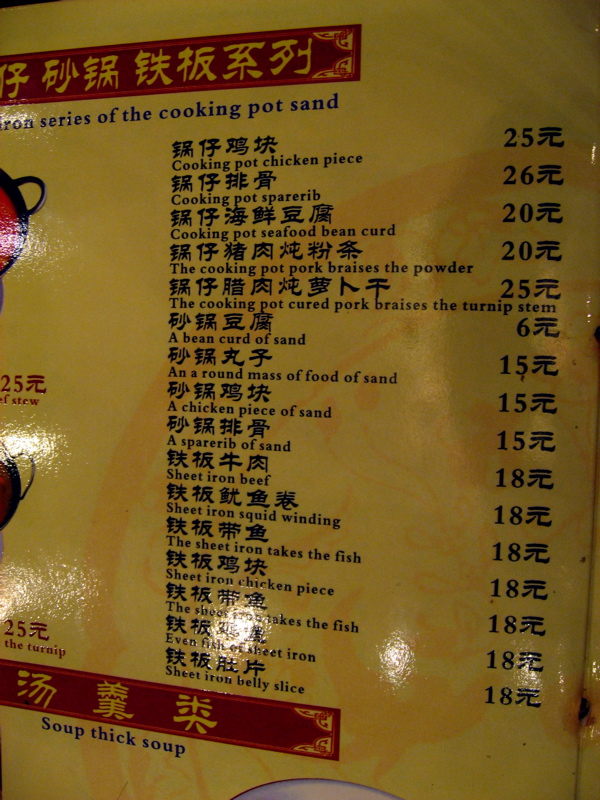 仔 砂锅 铁板系列
iron series of the cooking pot sand
锅仔鸡块 25元
Cooking pot chicken piece
锅仔排骨 26元
Cooking pot sparerib
锅仔海鲜豆腐 20元
Cooking pot seafood bean curd
锅仔猪肉炖粉条 20元
The cooking pot pork braises the powder
锅仔腊肉炖萝卜干 25元
The cooking pot cured pork braises the turnip stem
砂锅豆腐 6元
A bean curd of sand
砂锅丸子 15元
An a round mass of food of sand
砂锅鸡块 15元
A chicken piece of sand
砂锅排骨 15元
A sparerib of sand
铁板牛肉 18元
Sheet iron beef
铁板鱿鱼卷 18元
Sheet iron squid winding
铁板带鱼 18元
The sheet iron takes the fish
铁板鸡块 18元
Sheet iron chicken piece
铁板带鱼 18元
The sheet iron takes the fish
铁板 18元
Even fish of sheet iron
铁板肚片 18元
Sheet iron belly slice
25元
ef stew
25元
the turnip
汤 羹 类
Soup thick soup